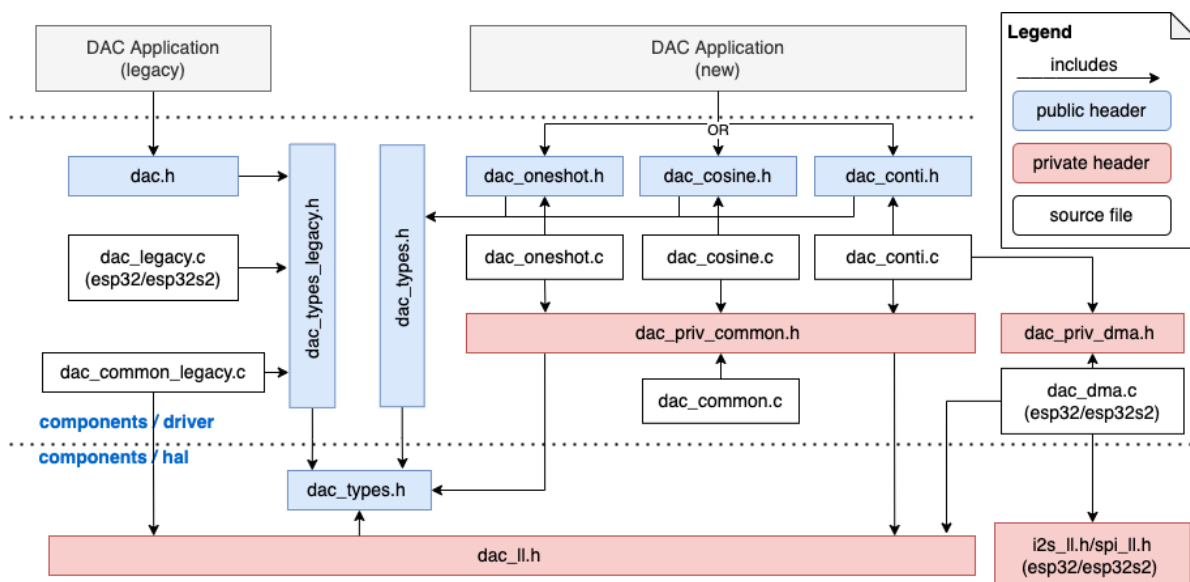 DAC Application
(legacy)
DAC Application
(new)
Legend
includes
public header
private header
source file
OR
dac.h
dac_types_legacy.h
dac_types.h
dac_oneshot.h
dac_cosine.h
dac_conti.h
dac_legacy.c
(esp32/esp32s2)
dac_oneshot.c
dac_cosine.c
dac_conti.c
dac_priv_common.h
dac_priv_dma.h
dac_common_legacy.c
dac_common.c
dac_dma.c
(esp32/esp32s2)
components / driver
components / hal
dac_types.h
dac_ll.h
i2s_ll.h/spi_ll.h
(esp32/esp32s2)